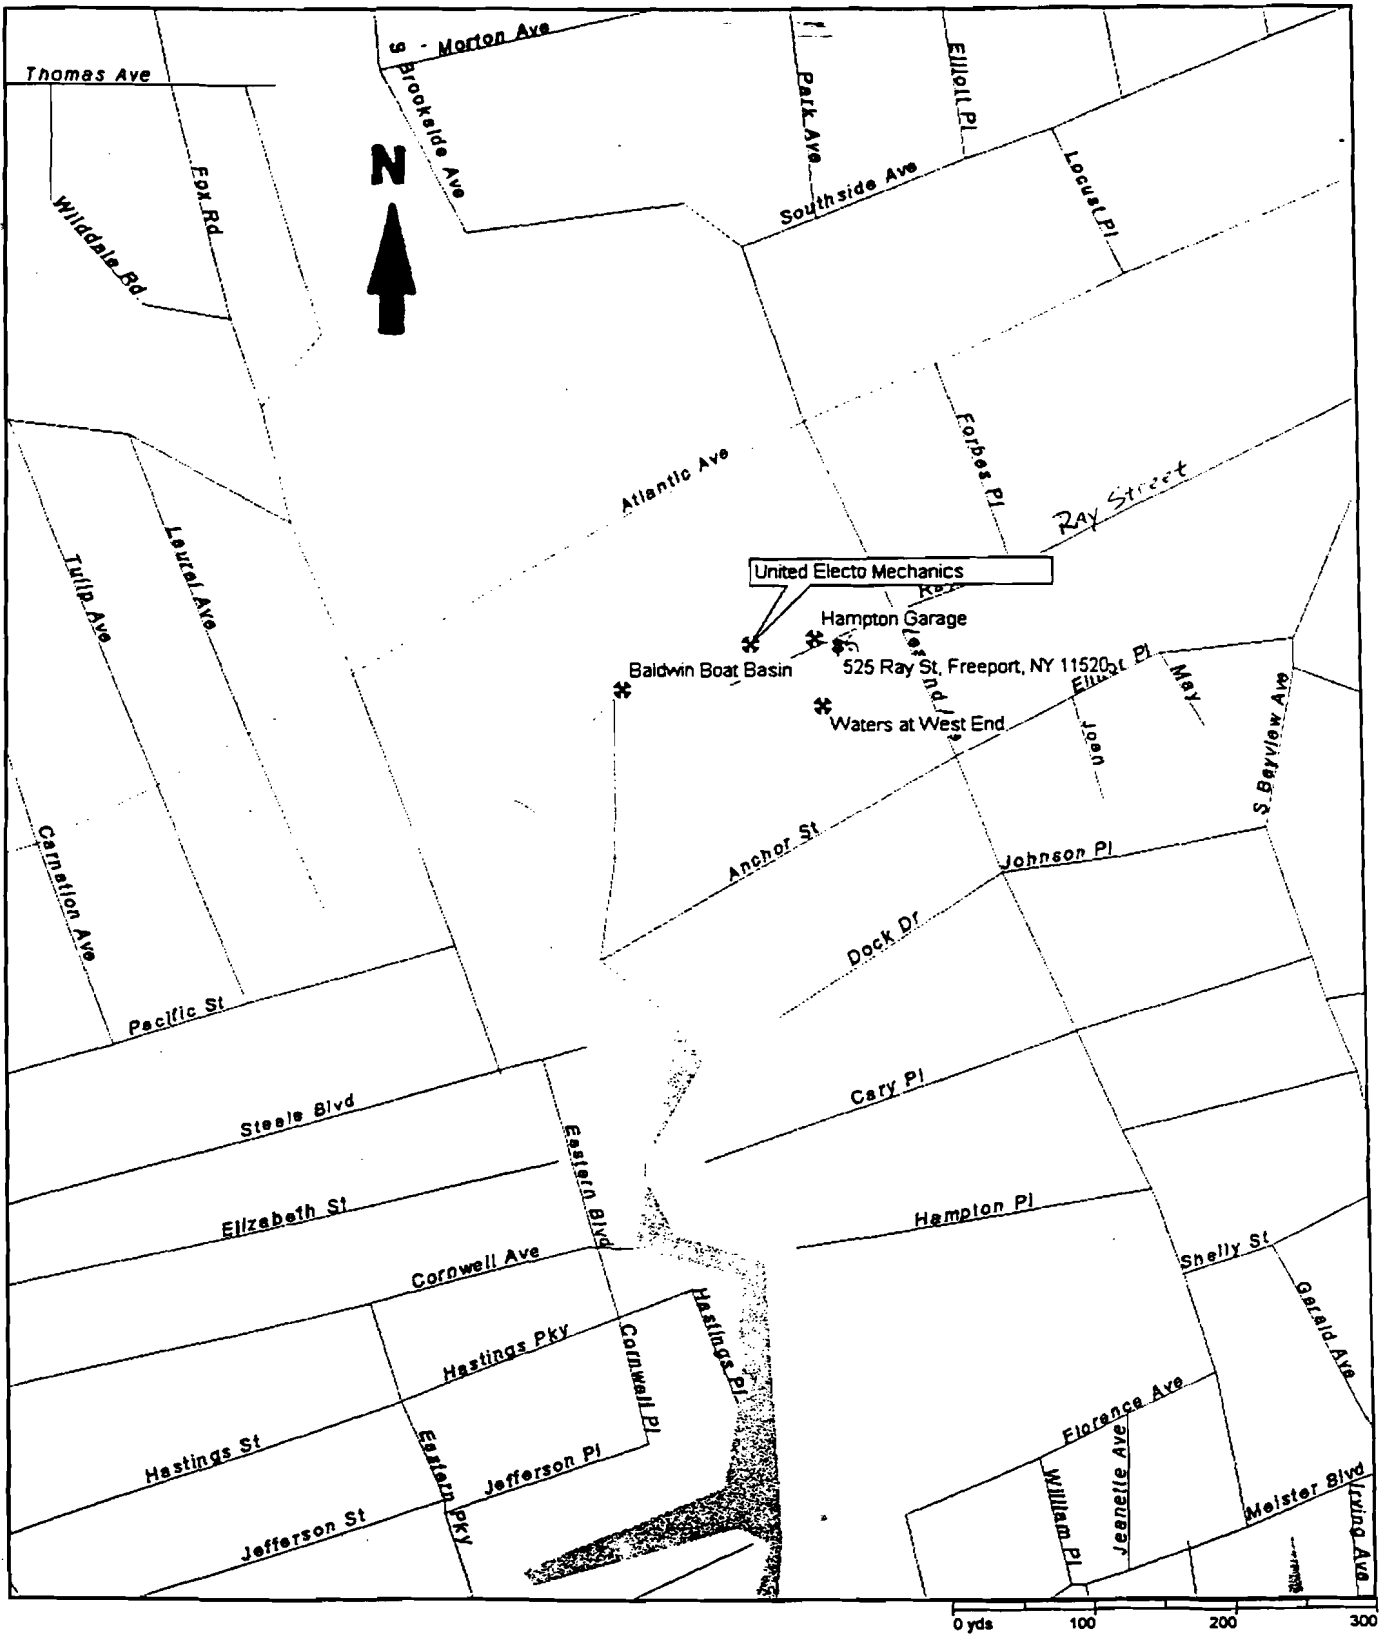 S
- Morton Ave
Thomas Ave
Brookside Ave
Park Ave
Elliott Pl
N
Fox Rd
Wilddale Rd
Southside Ave
Locust Pl
Atlantic Ave
Forbes Pl
Ray Street
Tulip Ave
Laurel Ave
United Electo Mechanics
Hampton Garage
Baldwin Boat Basin
525 Ray St, Freeport, NY 11520
Pl
May
Waters at West End
Joan
S Bayview Ave
Carnation Ave
Anchor St
Johnson Pl
Dock Dr
Pacific St
Cary Pl
Steele Blvd
Eastern Blvd
Elizabeth St
Hampton Pl
Cornwell Ave
Shelly St
Gerald Ave
Hastings Pl
Hastings Pky
Cornwell Pl
Florence Ave
Hastings St
Eastern Pky
Jefferson Pl
William Pl
Jeanette Ave
Meister Blvd
Irving Ave
Jefferson St
0 yds 100 200 300